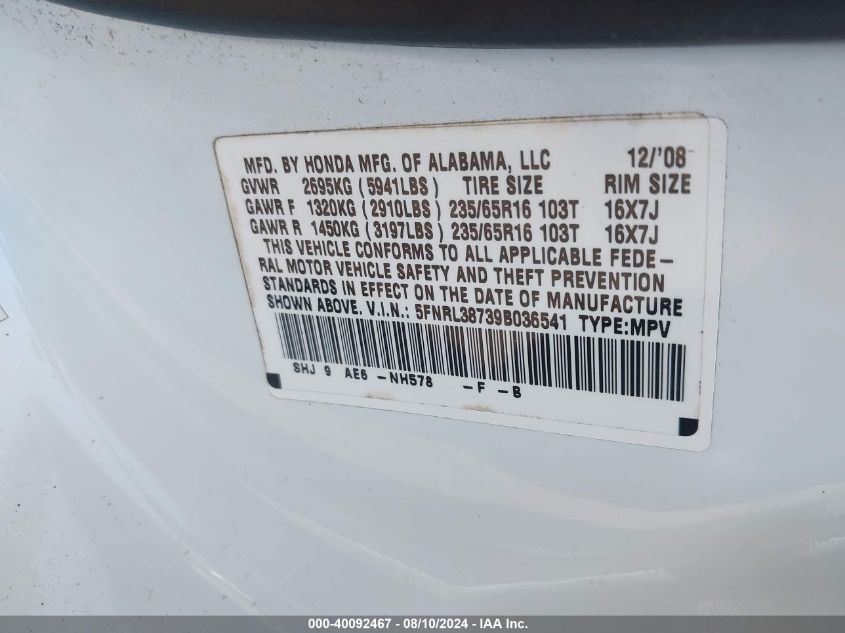 MFD. BY HONDA MFG. OF ALABAMA, LLC 12/'08
GVWR 2695KG (5941LBS) TIRE SIZE RIM SIZE
GAWR F 1320KG (2910LBS) 235/65R16 103T 16X7J
GAWR R 1450KG (3197LBS) 235/65R16 103T 16X7J
THIS VEHICLE CONFORMS TO ALL APPLICABLE FEDE-
RAL MOTOR VEHICLE SAFETY AND THEFT PREVENTION
STANDARDS IN EFFECT ON THE DATE OF MANUFACTURE
SHOWN ABOVE. V.I.N.: 5FNRL38739B036541 TYPE:MPV
SHJ 9 AE6 -NH578 -F -B
000-40092467 - 08/10/2024 - IAA Inc.